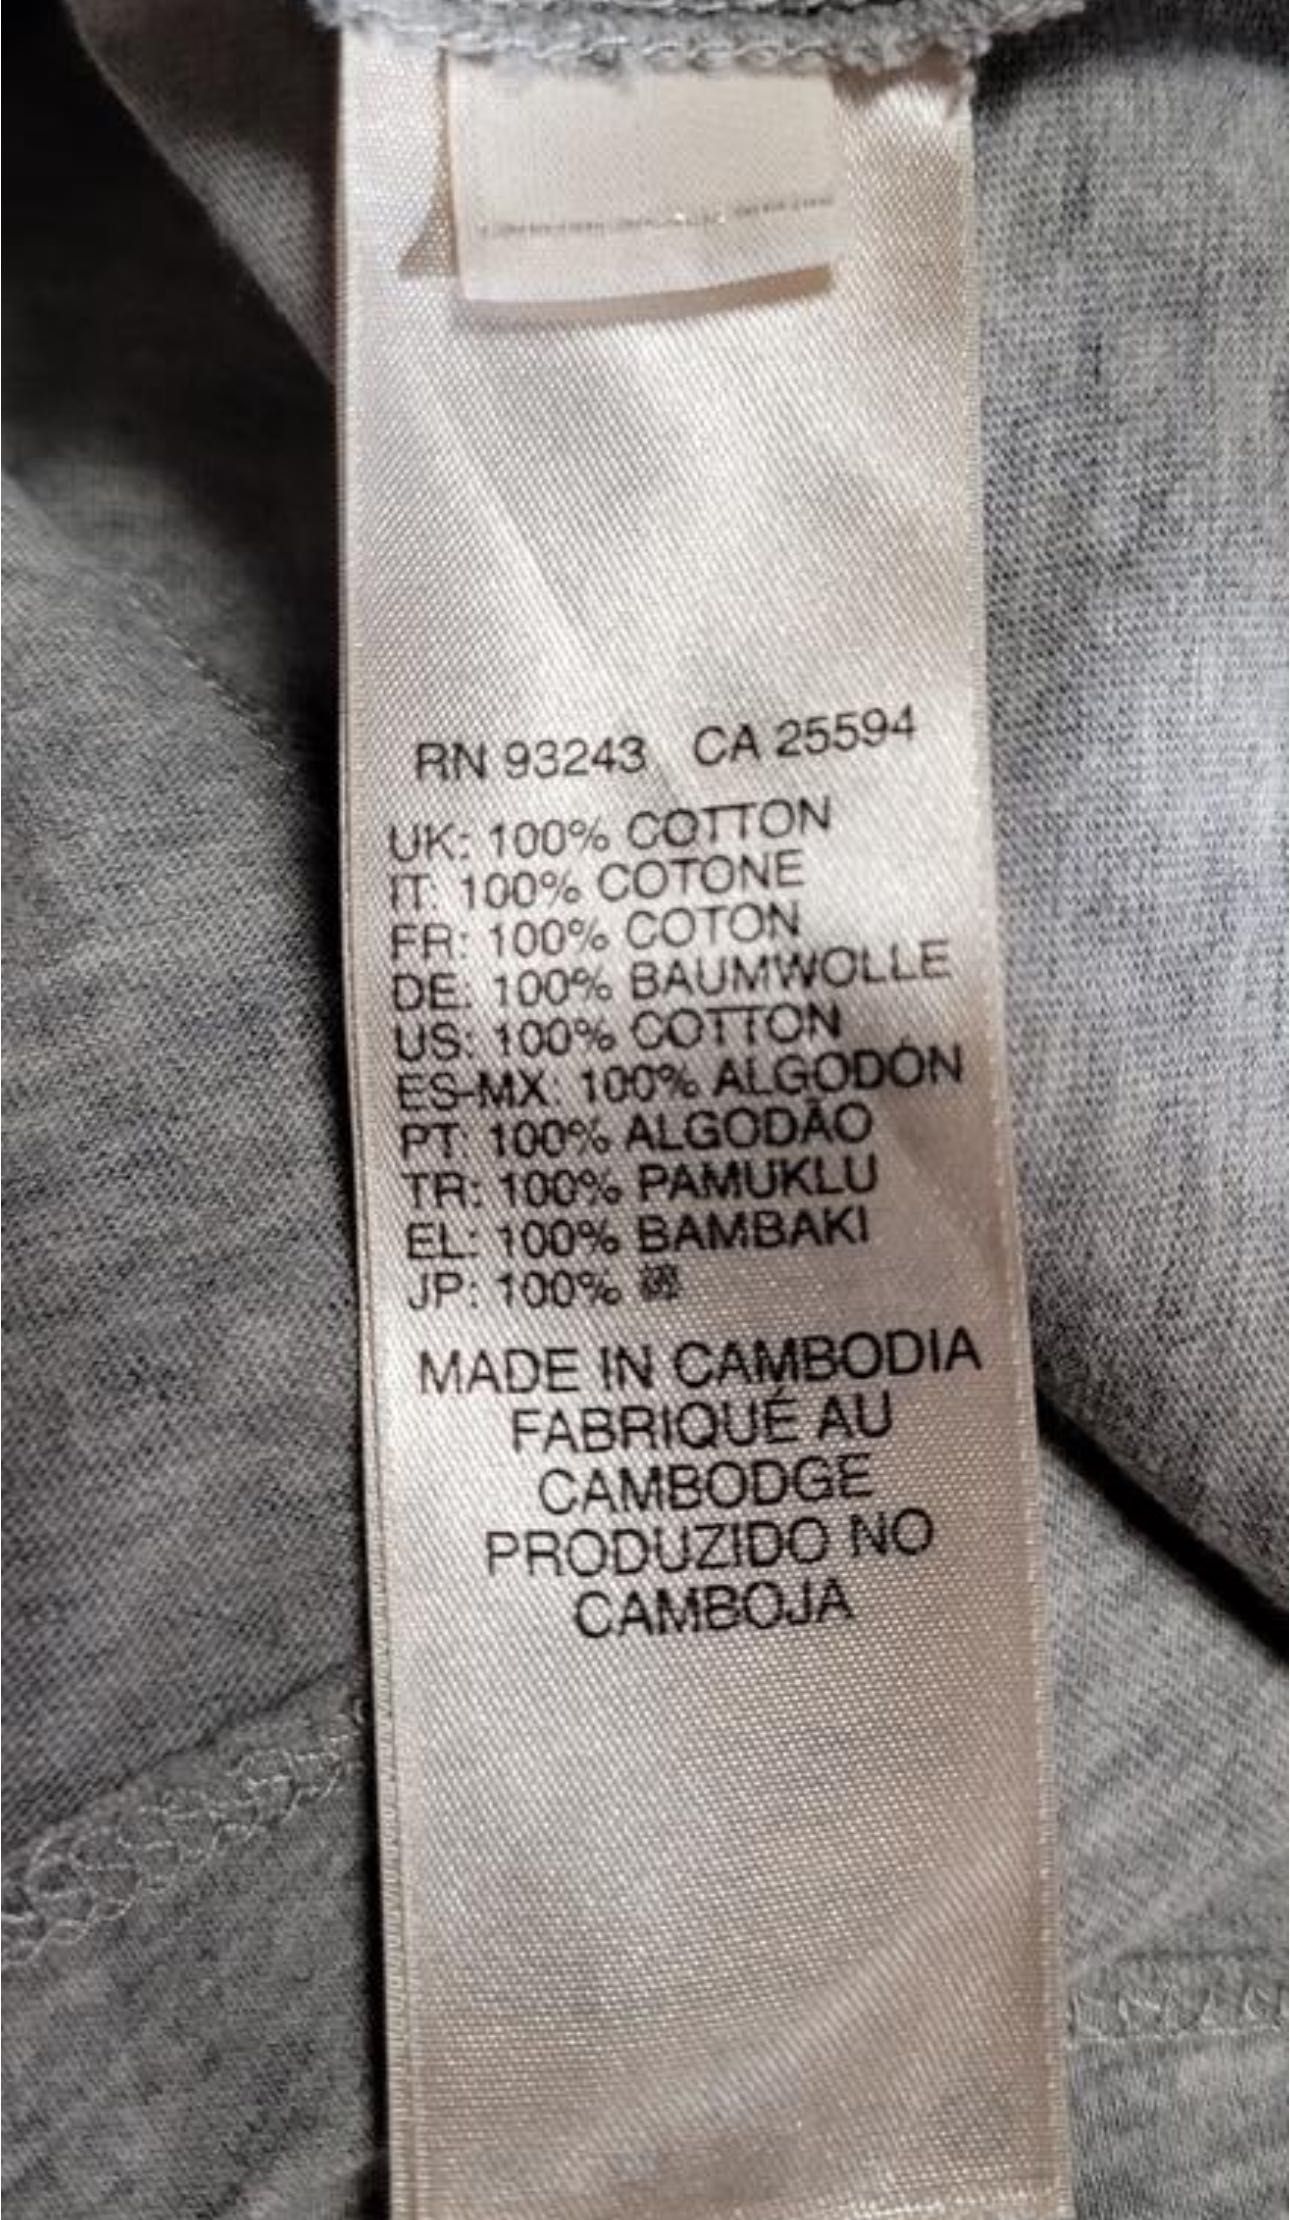 RN 93243 CA 25594
UK: 100% COTTON
IT: 100% COTONE
FR: 100% COTON
DE: 100% BAUMWOLLE
US: 100% COTTON
ES-MX: 100% ALGODÓN
PT: 100% ALGODÃO
TR: 100% PAMUKLU
EL: 100% BAMBAKI
JP: 100%
MADE IN CAMBODIA
FABRIQUÉ AU
CAMBODGE
PRODUZIDO NO
CAMBOJA